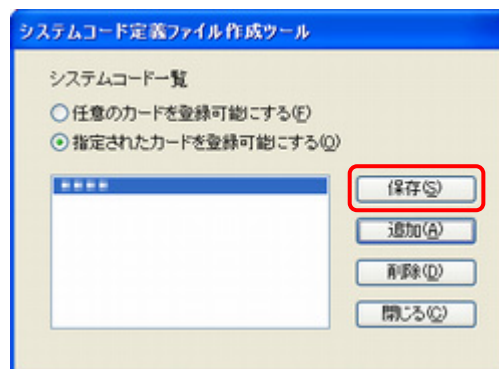 システムコード定義ファイル作成ツール
システムコード一覧
任意のカードを登録可能にする(F)
指定されたカードを登録可能にする(O)
****
保存(S)
追加(A)
削除(D)
閉じる(C)